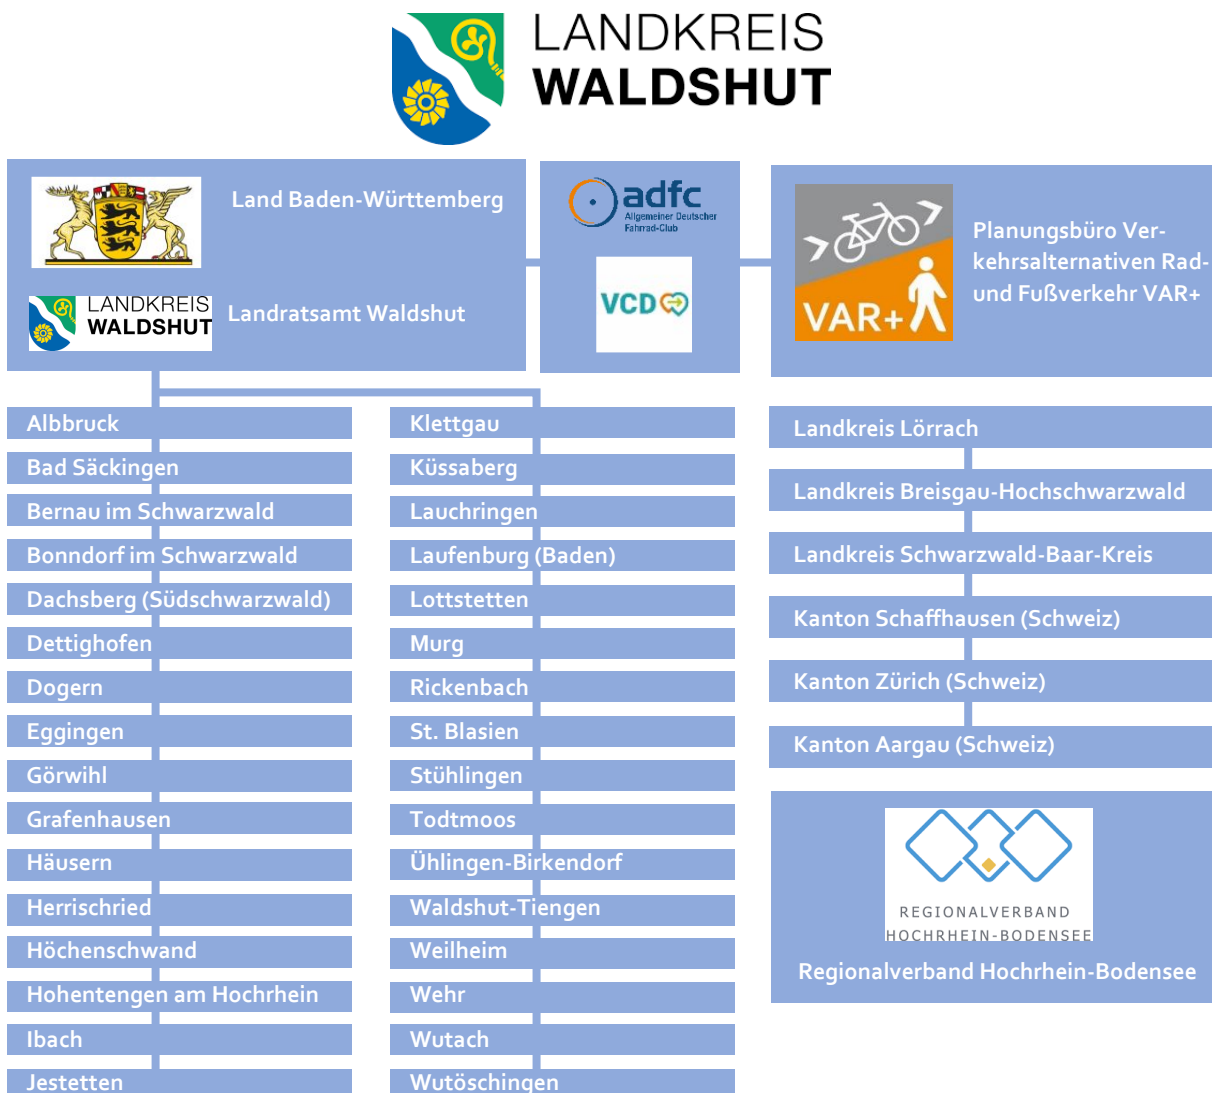 LANDKREIS
WALDSHUT
Land Baden-Württemberg
LANDKREIS
WALDSHUT
Landratsamt Waldshut
adfc
Allgemeiner Deutscher
Fahrrad-Club
VCD
VAR+
Planungsbüro Ver-
kehrsalternativen Rad-
und Fußverkehr VAR+
Albbruck
Bad Säckingen
Bernau im Schwarzwald
Bonndorf im Schwarzwald
Dachsberg (Südschwarzwald)
Dettighofen
Dogern
Eggingen
Görwihl
Grafenhausen
Häusern
Herrischried
Höchenschwand
Hohentengen am Hochrhein
Ibach
Jestetten
Klettgau
Küssaberg
Lauchringen
Laufenburg (Baden)
Lottstetten
Murg
Rickenbach
St. Blasien
Stühlingen
Todtmoos
Ühlingen-Birkendorf
Waldshut-Tiengen
Weilheim
Wehr
Wutach
Wutöschingen
Landkreis Lörrach
Landkreis Breisgau-Hochschwarzwald
Landkreis Schwarzwald-Baar-Kreis
Kanton Schaffhausen (Schweiz)
Kanton Zürich (Schweiz)
Kanton Aargau (Schweiz)
REGIONALVERBAND
HOCHRHEIN-BODENSEE
Regionalverband Hochrhein-Bodensee